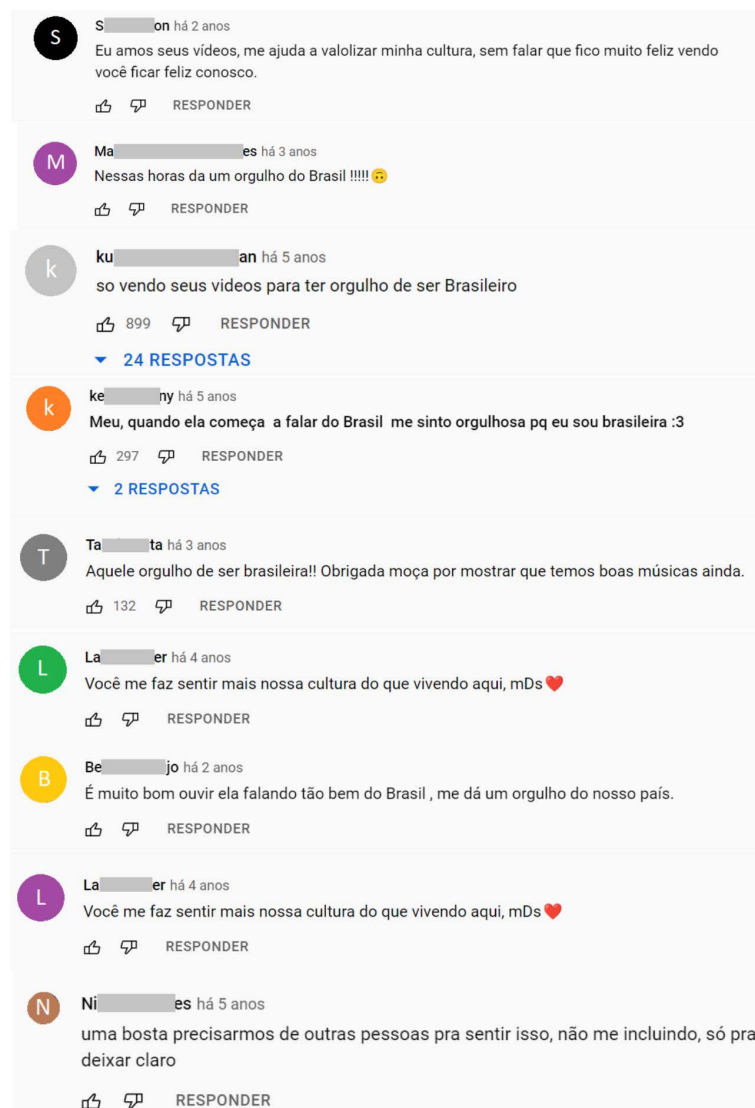 S
S on há 2 anos
Eu amos seus vídeos, me ajuda a valolizar minha cultura, sem falar que fico muito feliz vendo
você ficar feliz conosco.
RESPONDER
M
Ma es há 3 anos
Nessas horas da um orgulho do Brasil !!!!!🙃
RESPONDER
k
ku an há 5 anos
so vendo seus videos para ter orgulho de ser Brasileiro
899 RESPONDER
24 RESPOSTAS
k
ke ny há 5 anos
Meu, quando ela começa a falar do Brasil me sinto orgulhosa pq eu sou brasileira :3
297 RESPONDER
2 RESPOSTAS
T
Ta ta há 3 anos
Aquele orgulho de ser brasileira!! Obrigada moça por mostrar que temos boas músicas ainda.
132 RESPONDER
L
La er há 4 anos
Você me faz sentir mais nossa cultura do que vivendo aqui, mDs❤️
RESPONDER
B
Be jo há 2 anos
É muito bom ouvir ela falando tão bem do Brasil , me dá um orgulho do nosso país.
RESPONDER
L
La er há 4 anos
Você me faz sentir mais nossa cultura do que vivendo aqui, mDs❤️
RESPONDER
N
Ni es há 5 anos
uma bosta precisarmos de outras pessoas pra sentir isso, não me incluindo, só pra
deixar claro
RESPONDER